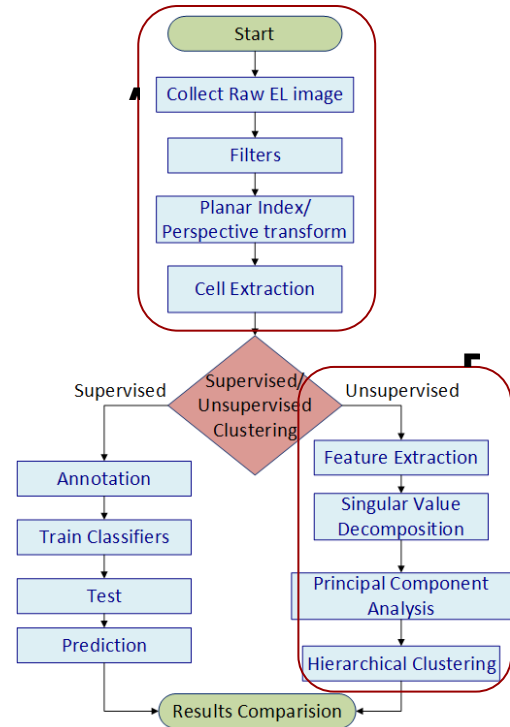 Start
Collect Raw EL image
Filters
Planar Index/
Perspective transform
Cell Extraction
Supervised/
Unsupervised
Clustering
Supervised
Annotation
Train Classifiers
Test
Prediction
Unsupervised
Feature Extraction
Singular Value
Decomposition
Principal Component
Analysis
Hierarchical Clustering
Results Comparision